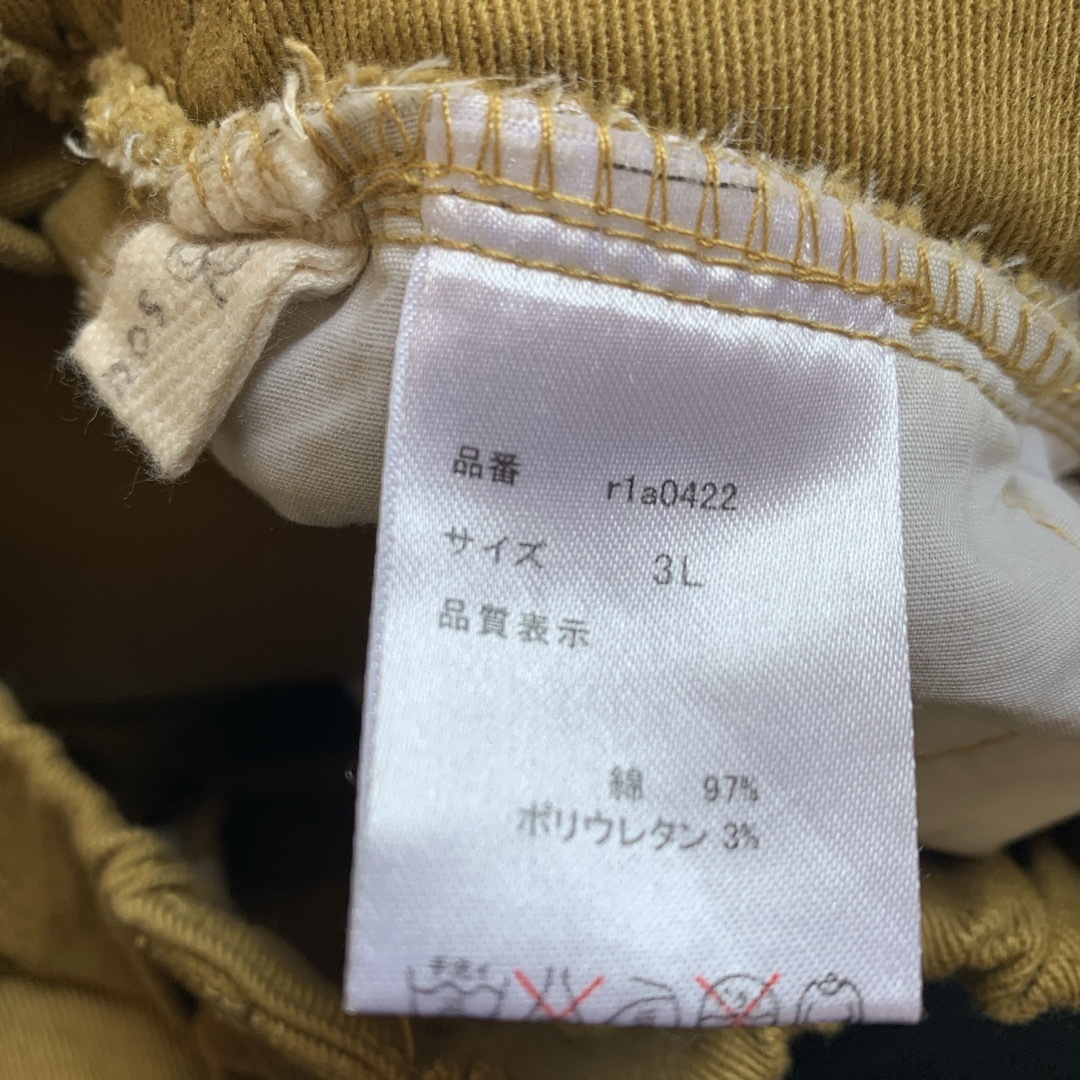 品番 r1a0422
サイズ 3L
品質表示
綿 97%
ポリウレタン 3%